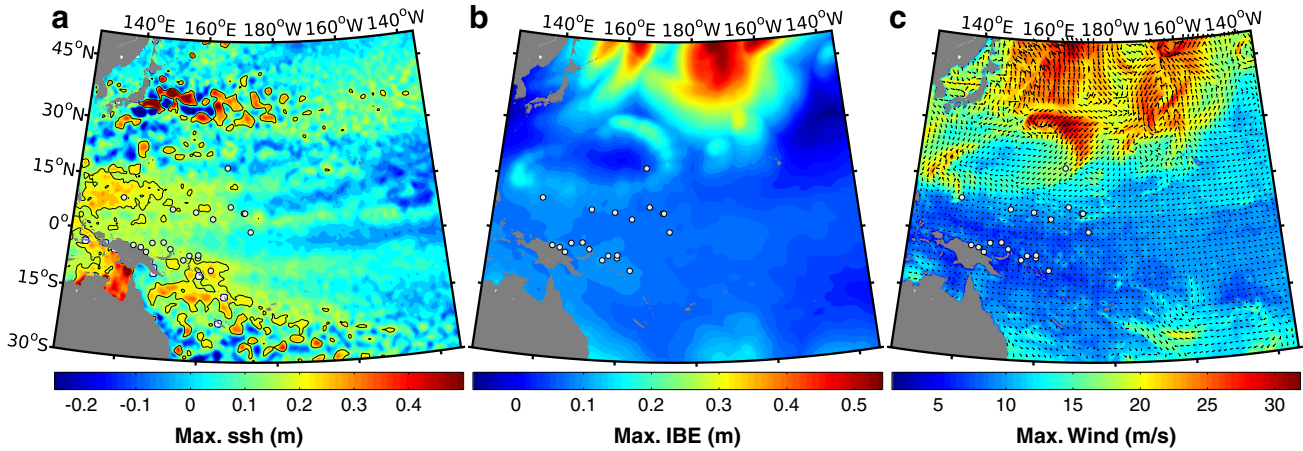 a
140°E 160°E 180°W 160°W 140°W
45°N
30°N
15°N
0°
15°S
30°S
-0.2 -0.1 0 0.1 0.2 0.3 0.4
Max. ssh (m)
b
140°E 160°E 180°W 160°W 140°W
0 0.1 0.2 0.3 0.4 0.5
Max. IBE (m)
c
140°E 160°E 180°W 160°W 140°W
5 10 15 20 25 30
Max. Wind (m/s)